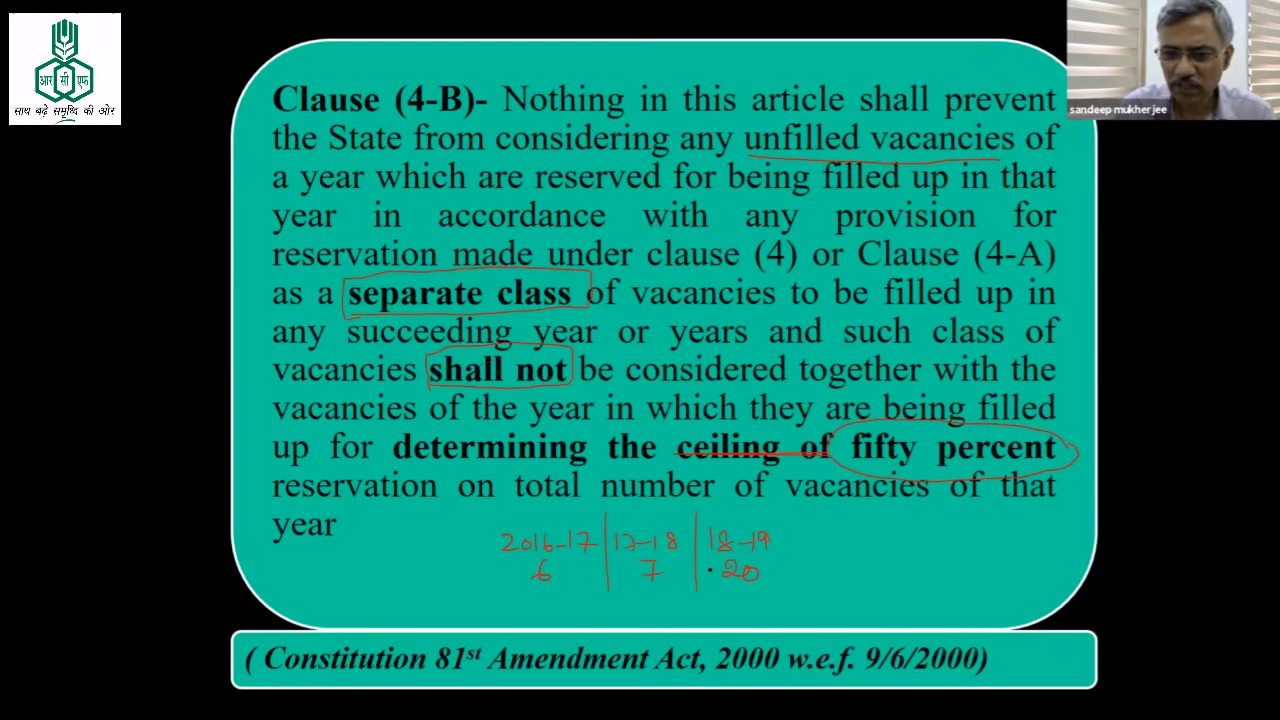 आर सी एफ
साथ बढ़े समृध्दि की ओर
sandeep mukherjee
Clause (4-B)- Nothing in this article shall prevent
the State from considering any unfilled vacancies of
a year which are reserved for being filled up in that
year in accordance with any provision for
reservation made under clause (4) or Clause (4-A)
as a separate class of vacancies to be filled up in
any succeeding year or years and such class of
vacancies shall not be considered together with the
vacancies of the year in which they are being filled
up for determining the ceiling of fifty percent
reservation on total number of vacancies of that
year
2016-17 17-18 18-19
6 7 20
( Constitution 81st Amendment Act, 2000 w.e.f. 9/6/2000)